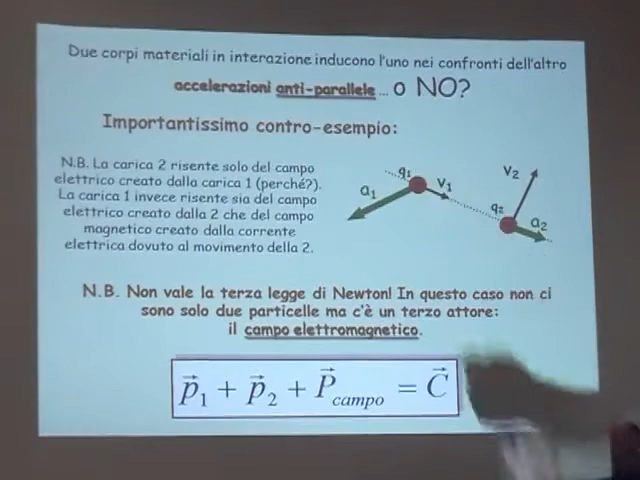 Due corpi materiali in interazione inducono l'uno nei confronti dell'altro
accelerazioni anti-parallele ... o NO?
Importantissimo contro-esempio:
N.B. La carica 2 risente solo del campo
elettrico creato dalla carica 1 (perché?).
La carica 1 invece risente sia del campo
elettrico creato dalla 2 che del campo
magnetico creato dalla corrente
elettrica dovuto al movimento della 2.
a1
q1
v1
v2
q2
a2
N.B. Non vale la terza legge di Newton! In questo caso non ci
sono solo due particelle ma c'è un terzo attore:
il campo elettromagnetico.
p⃗₁ + p⃗₂ + P⃗campo = C⃗